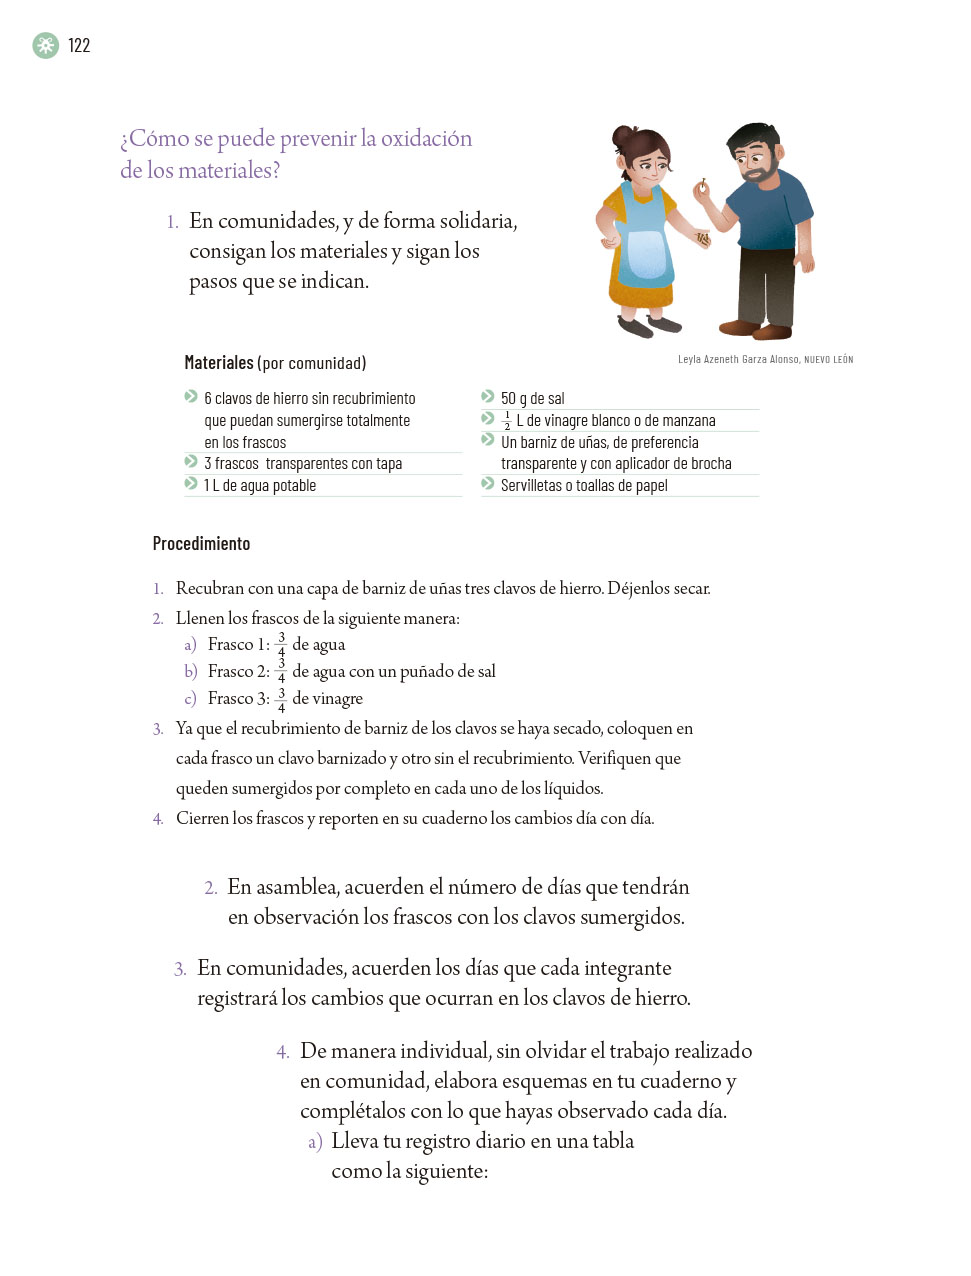 122
¿Cómo se puede prevenir la oxidación
de los materiales?
1. En comunidades, y de forma solidaria,
consigan los materiales y sigan los
pasos que se indican.
Leyla Azeneth Garza Alonso, NUEVO LEÓN
Materiales (por comunidad)
6 clavos de hierro sin recubrimiento
que puedan sumergirse totalmente
en los frascos
3 frascos transparentes con tapa
1 L de agua potable
50 g de sal
1/2 L de vinagre blanco o de manzana
Un barniz de uñas, de preferencia
transparente y con aplicador de brocha
Servilletas o toallas de papel
Procedimiento
1. Recubran con una capa de barniz de uñas tres clavos de hierro. Déjenlos secar.
2. Llenen los frascos de la siguiente manera:
a) Frasco 1: 3/4 de agua
b) Frasco 2: 3/4 de agua con un puñado de sal
c) Frasco 3: 3/4 de vinagre
3. Ya que el recubrimiento de barniz de los clavos se haya secado, coloquen en
cada frasco un clavo barnizado y otro sin el recubrimiento. Verifiquen que
queden sumergidos por completo en cada uno de los líquidos.
4. Cierren los frascos y reporten en su cuaderno los cambios día con día.
2. En asamblea, acuerden el número de días que tendrán
en observación los frascos con los clavos sumergidos.
3. En comunidades, acuerden los días que cada integrante
registrará los cambios que ocurran en los clavos de hierro.
4. De manera individual, sin olvidar el trabajo realizado
en comunidad, elabora esquemas en tu cuaderno y
complétalos con lo que hayas observado cada día.
a) Lleva tu registro diario en una tabla
como la siguiente: